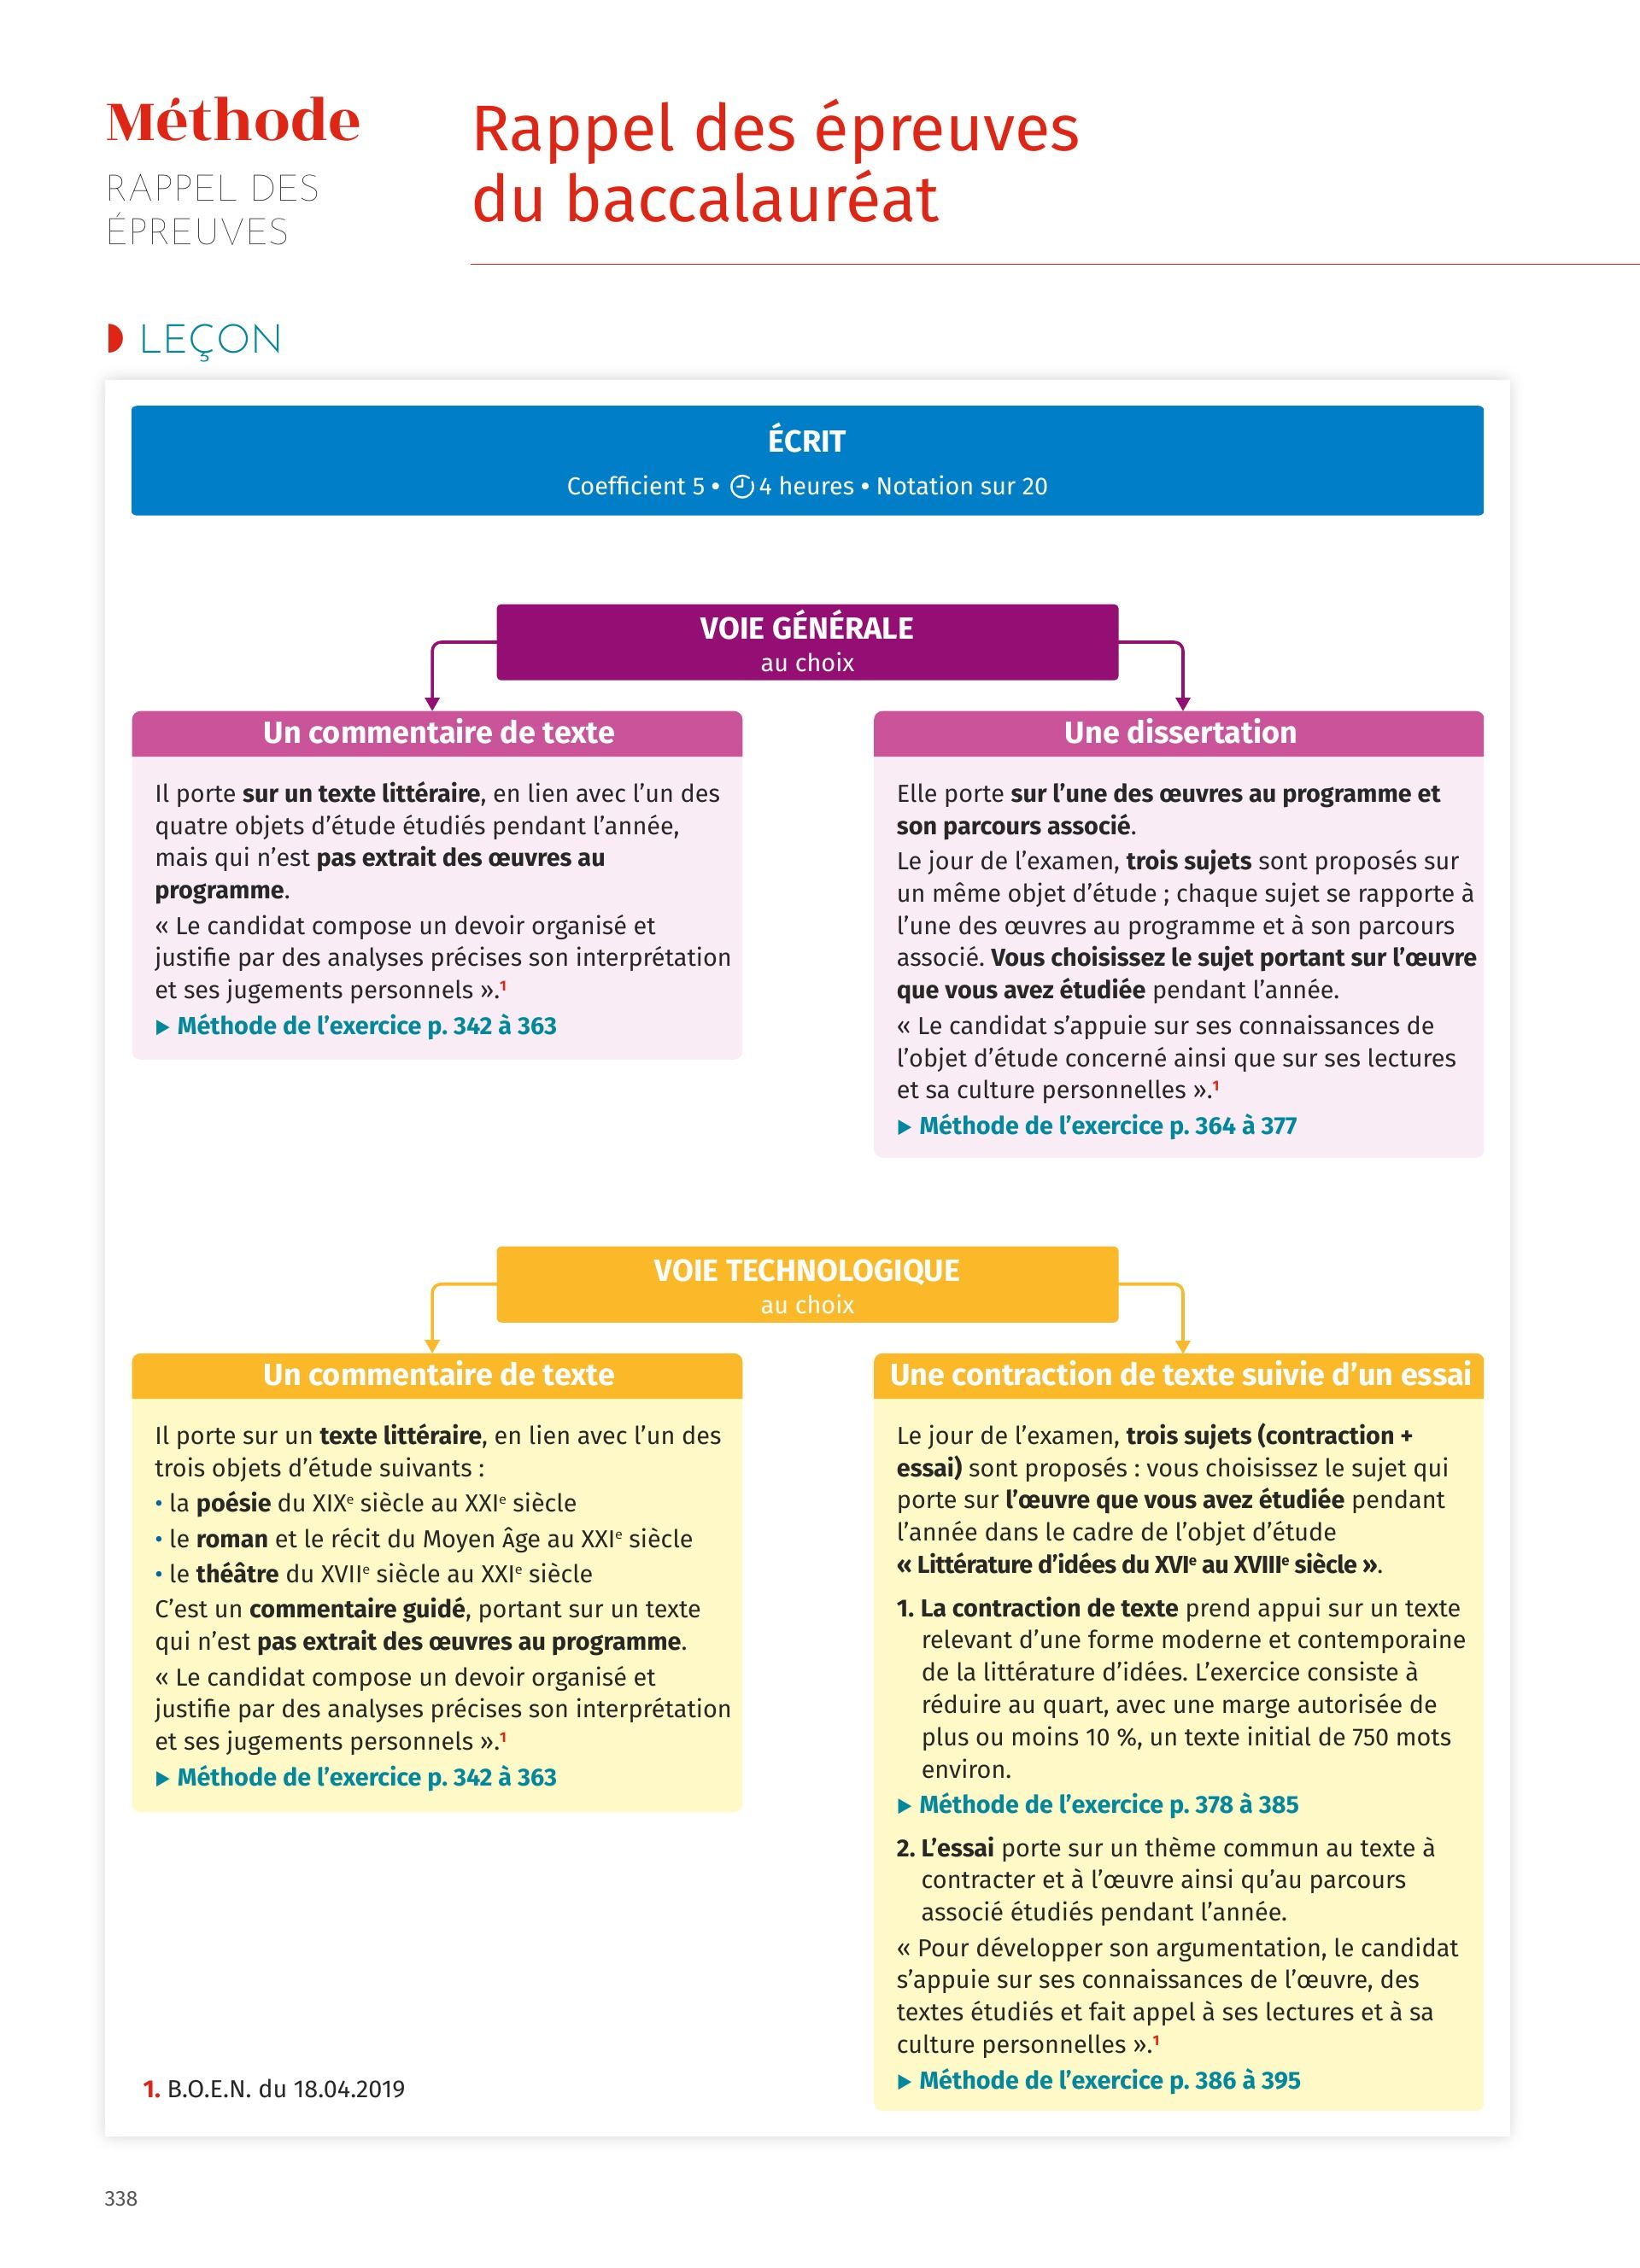 Méthode
RAPPEL DES
ÉPREUVES
Rappel des épreuves
du baccalauréat
LEÇON
ÉCRIT
Coefficient 5 • 4 heures • Notation sur 20
VOIE GÉNÉRALE
au choix
Un commentaire de texte
Il porte sur un texte littéraire, en lien avec l’un des
quatre objets d’étude étudiés pendant l’année,
mais qui n’est pas extrait des œuvres au
programme.
« Le candidat compose un devoir organisé et
justifie par des analyses précises son interprétation
et ses jugements personnels ».¹
▶ Méthode de l’exercice p. 342 à 363
Une dissertation
Elle porte sur l’une des œuvres au programme et
son parcours associé.
Le jour de l’examen, trois sujets sont proposés sur
un même objet d’étude ; chaque sujet se rapporte à
l’une des œuvres au programme et à son parcours
associé. Vous choisissez le sujet portant sur l’œuvre
que vous avez étudiée pendant l’année.
« Le candidat s’appuie sur ses connaissances de
l’objet d’étude concerné ainsi que sur ses lectures
et sa culture personnelles ».¹
▶ Méthode de l’exercice p. 364 à 377
VOIE TECHNOLOGIQUE
au choix
Un commentaire de texte
Il porte sur un texte littéraire, en lien avec l’un des
trois objets d’étude suivants :
• la poésie du XIXe siècle au XXIe siècle
• le roman et le récit du Moyen Âge au XXIe siècle
• le théâtre du XVIIe siècle au XXIe siècle
C’est un commentaire guidé, portant sur un texte
qui n’est pas extrait des œuvres au programme.
« Le candidat compose un devoir organisé et
justifie par des analyses précises son interprétation
et ses jugements personnels ».¹
▶ Méthode de l’exercice p. 342 à 363
Une contraction de texte suivie d’un essai
Le jour de l’examen, trois sujets (contraction +
essai) sont proposés : vous choisissez le sujet qui
porte sur l’œuvre que vous avez étudiée pendant
l’année dans le cadre de l’objet d’étude
« Littérature d’idées du XVIe au XVIIIe siècle ».
1. La contraction de texte prend appui sur un texte
relevant d’une forme moderne et contemporaine
de la littérature d’idées. L’exercice consiste à
réduire au quart, avec une marge autorisée de
plus ou moins 10 %, un texte initial de 750 mots
environ.
▶ Méthode de l’exercice p. 378 à 385
2. L’essai porte sur un thème commun au texte à
contracter et à l’œuvre ainsi qu’au parcours
associé étudiés pendant l’année.
« Pour développer son argumentation, le candidat
s’appuie sur ses connaissances de l’œuvre, des
textes étudiés et fait appel à ses lectures et à sa
culture personnelles ».¹
▶ Méthode de l’exercice p. 386 à 395
1. B.O.E.N. du 18.04.2019
338